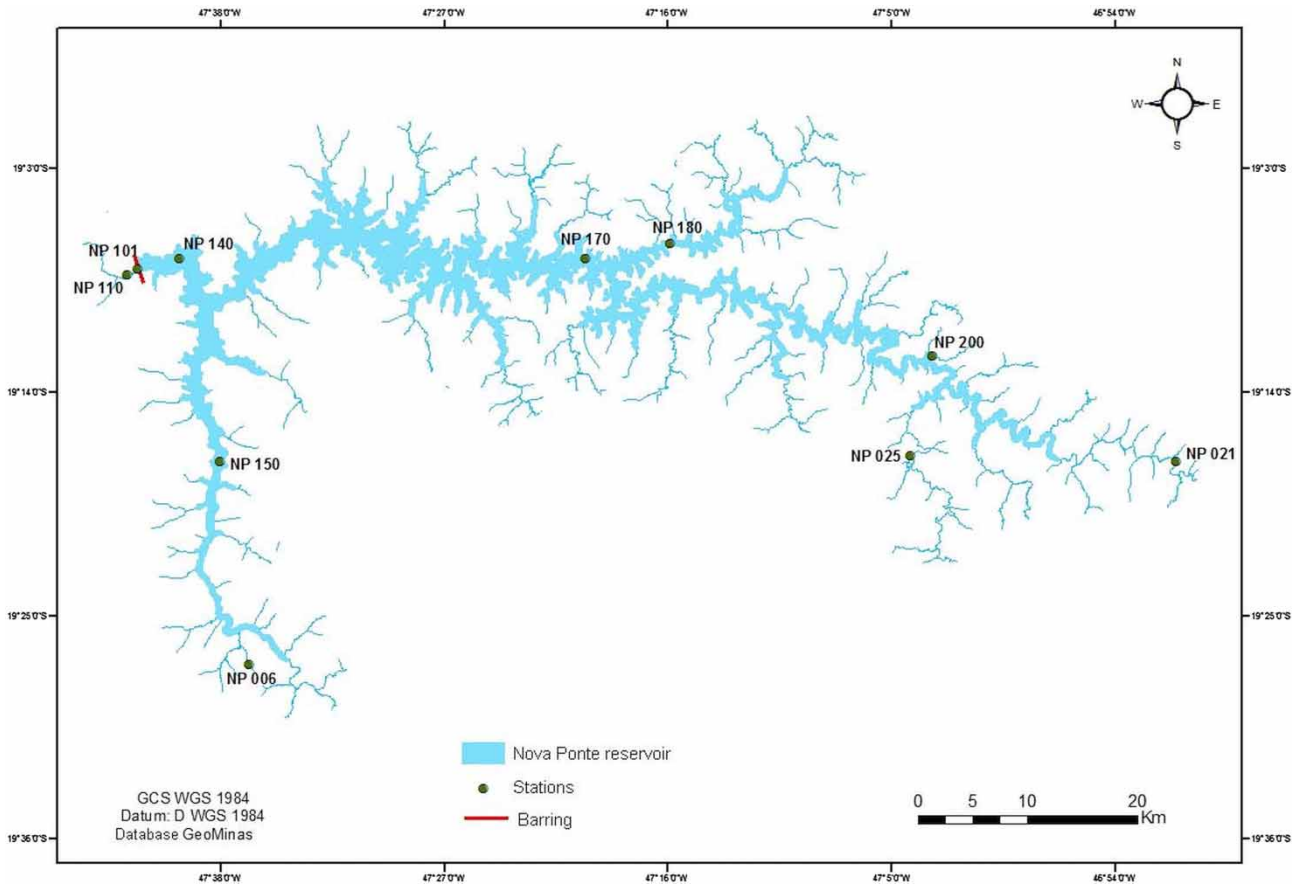 47°38'0"W 47°27'0"W 47°16'0"W 47°5'0"W 46°54'0"W
N
W E
S
19°3'0"S 19°3'0"S
NP 180
NP 101 NP 140 NP 170
NP 110
NP 200
19°14'0"S 19°14'0"S
NP 025 NP 021
NP 150
19°25'0"S 19°25'0"S
NP 006
Nova Ponte reservoir
Stations
Barring
GCS WGS 1984
Datum: D WGS 1984
Database GeoMinas
0 5 10 20
Km
19°36'0"S 19°36'0"S
47°38'0"W 47°27'0"W 47°16'0"W 47°5'0"W 46°54'0"W